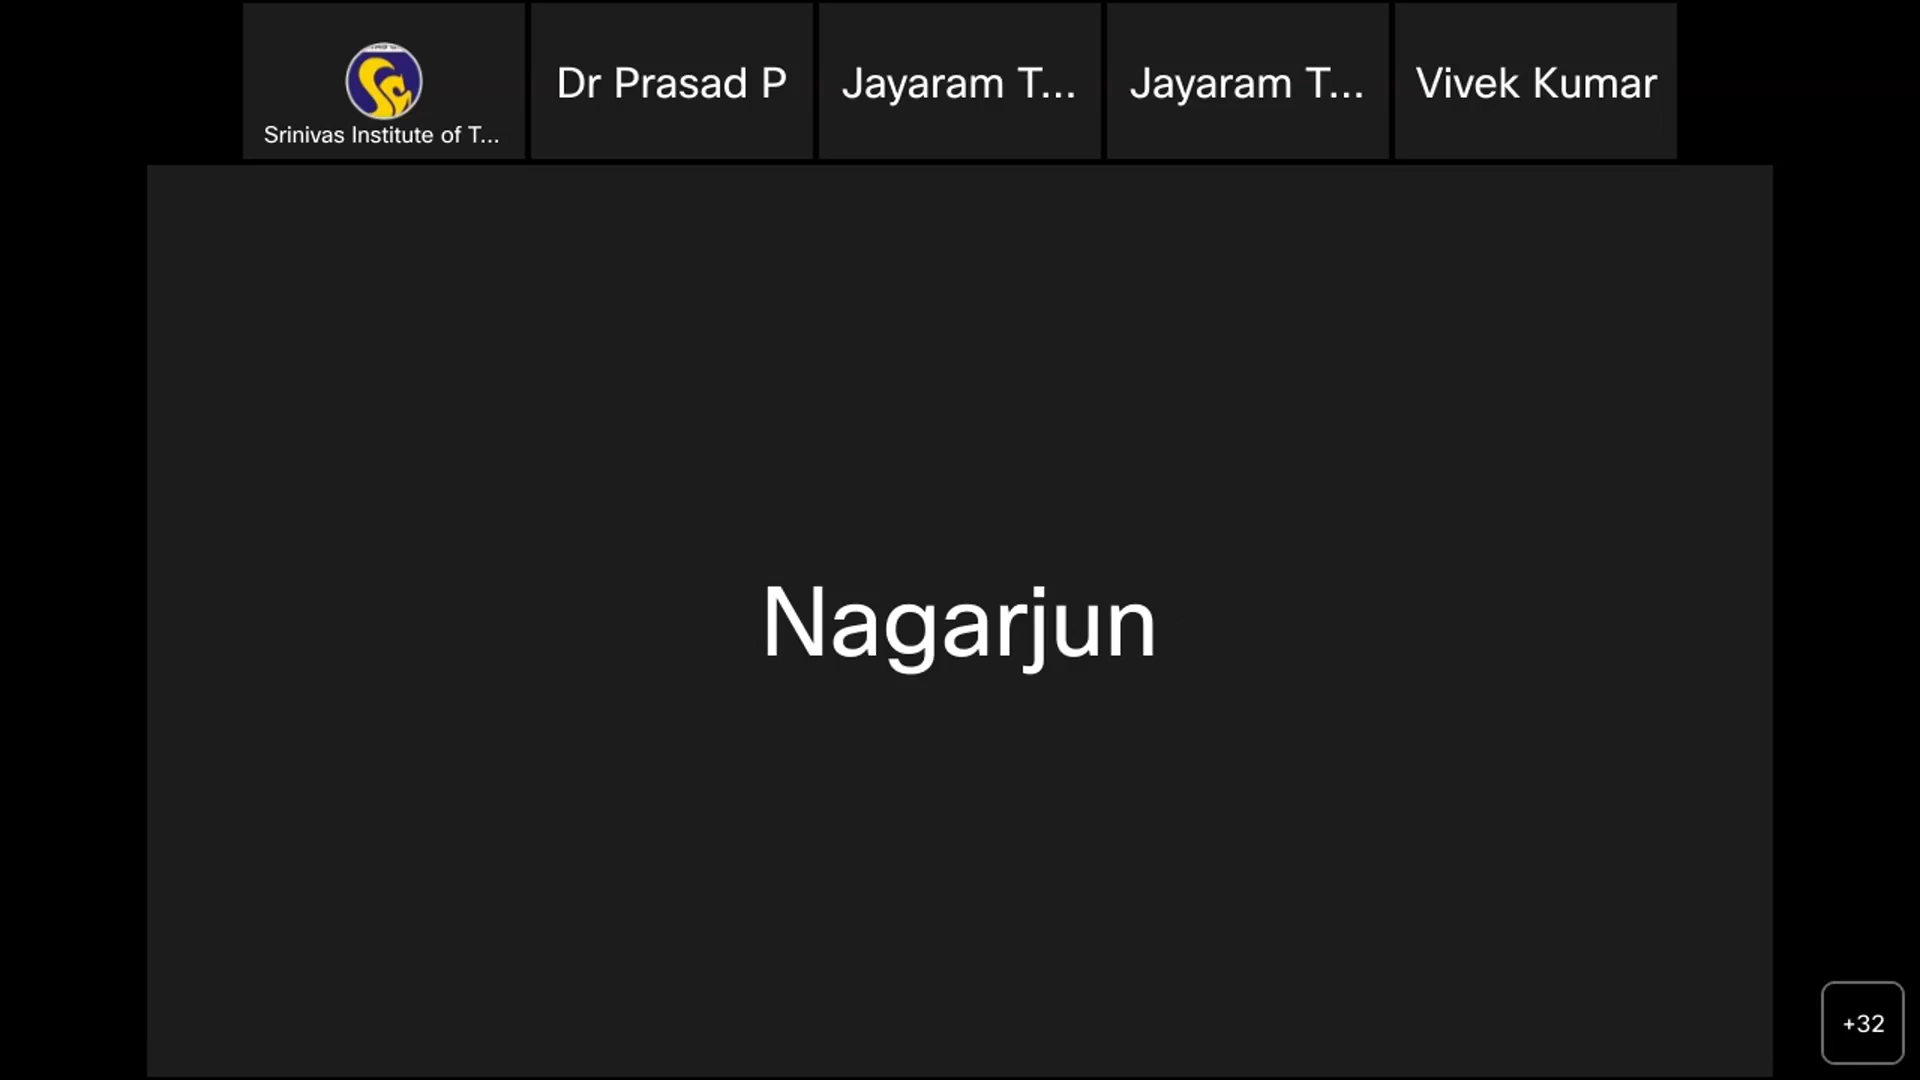 Srinivas Institute of T...
Dr Prasad P
Jayaram T...
Jayaram T...
Vivek Kumar
Nagarjun
+32